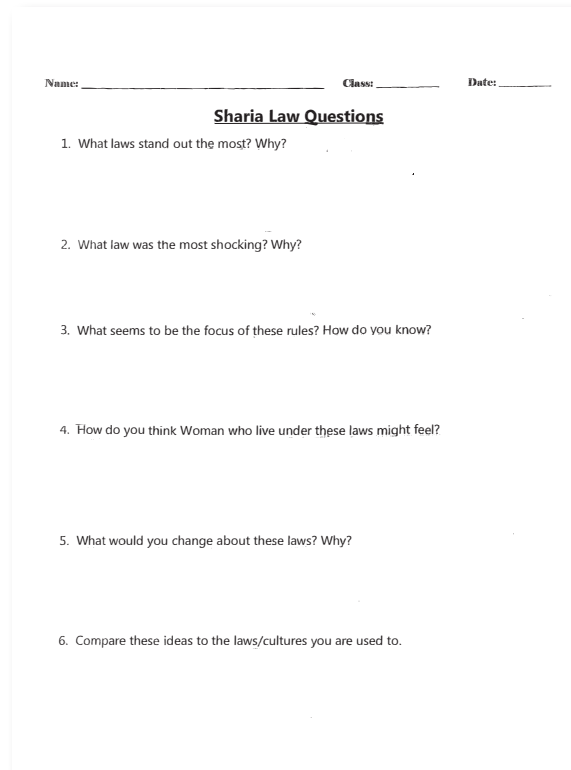 Name: Class: Date:
Sharia Law Questions
1. What laws stand out the most? Why?
2. What law was the most shocking? Why?
3. What seems to be the focus of these rules? How do you know?
4. How do you think Woman who live under these laws might feel?
5. What would you change about these laws? Why?
6. Compare these ideas to the laws/cultures you are used to.